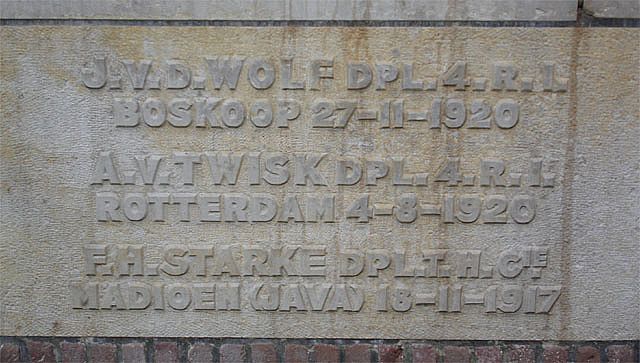 J.V.D.WOLF DPL. 4.R.I.
BOSKOOP 27-11-1920
A.V.TWISK DPL. 4.R.I.
ROTTERDAM 4-8-1920
F.H.STARKE DPL.T.H.CIE.
MADIOEN (JAVA) 18-11-1917